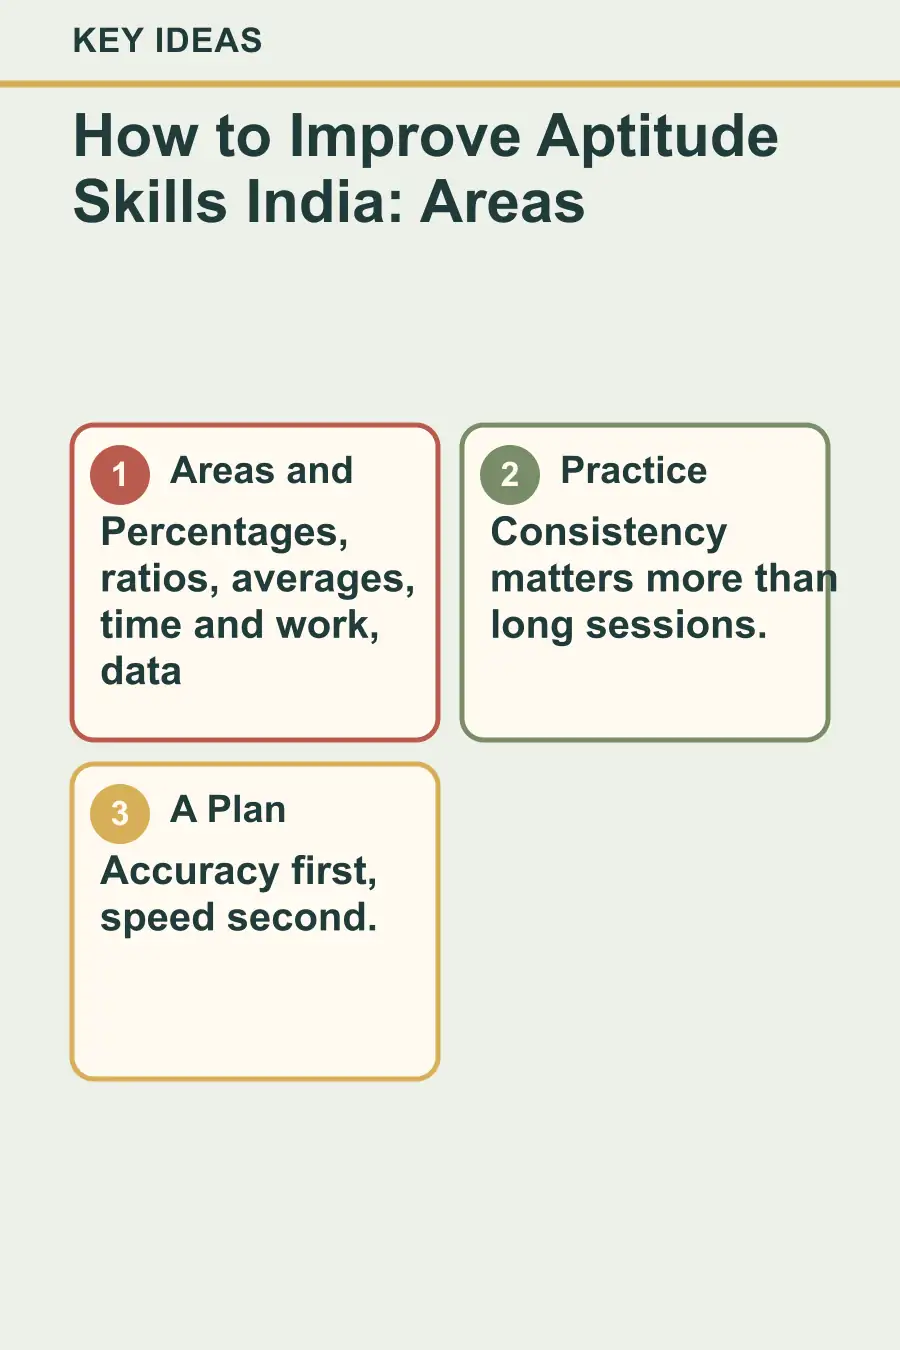 KEY IDEAS
How to Improve Aptitude
Skills India: Areas
1 Areas and
Percentages,
ratios, averages,
time and work,
data
2 Practice
Consistency
matters more than
long sessions.
3 A Plan
Accuracy first,
speed second.